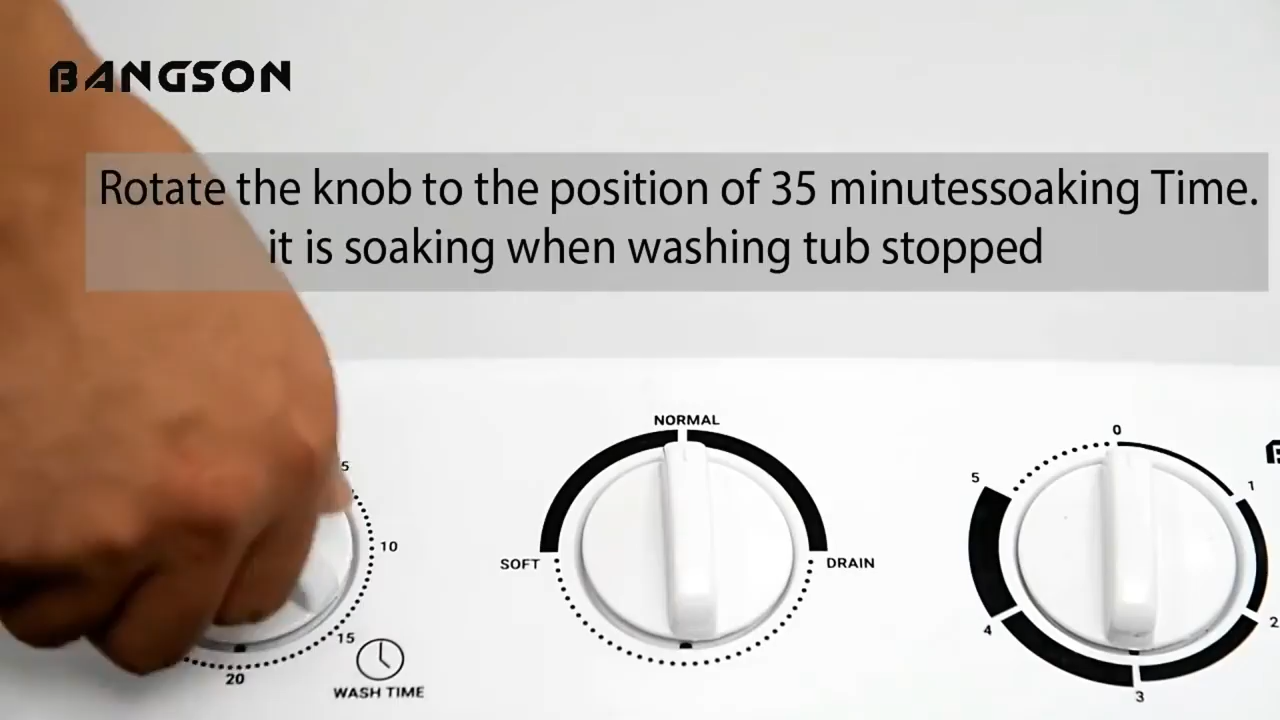 BANGSON
Rotate the knob to the position of 35 minutessoaking Time.
it is soaking when washing tub stopped
NORMAL
SOFT
DRAIN
5
10
15
20
WASH TIME
0
1
2
3
4
5